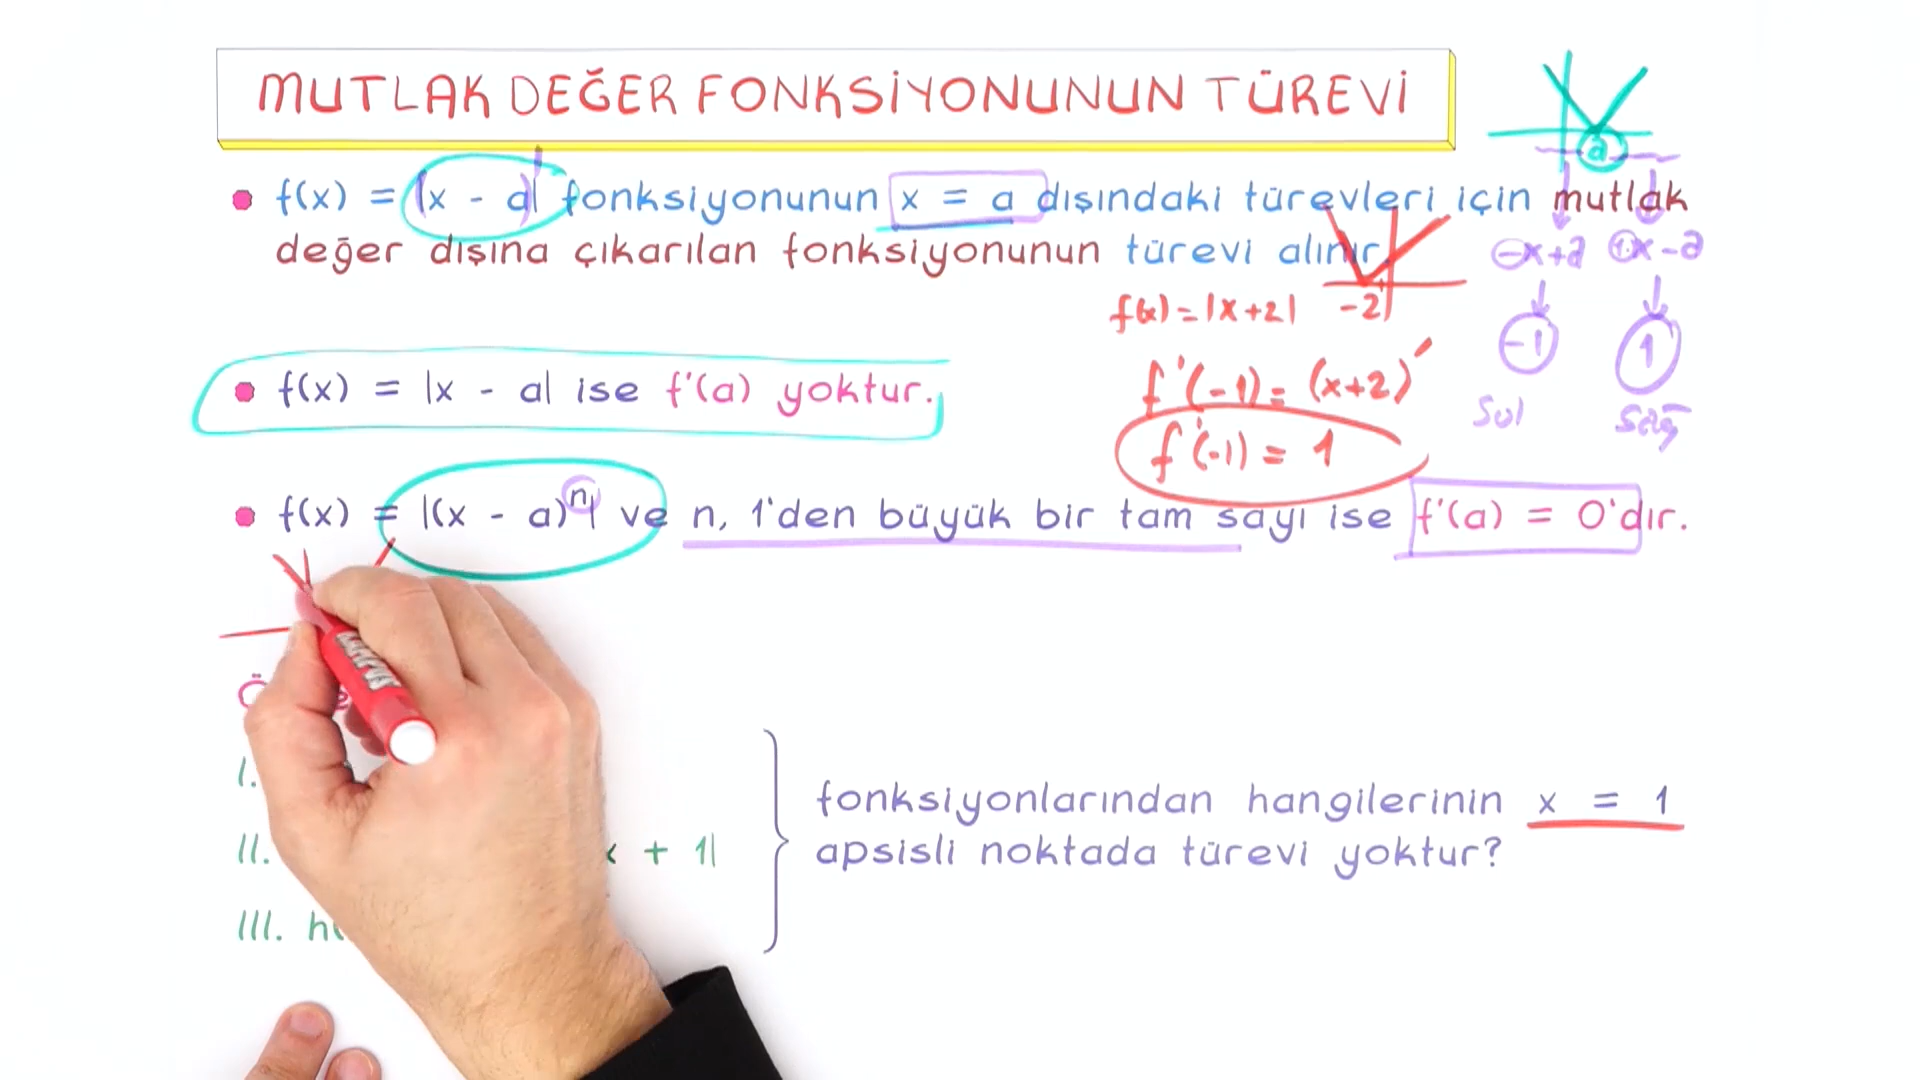 MUTLAK DEĞER FONKSİYONUNUN TÜREVİ
a
f(x) = |x - a| fonksiyonunun x = a dışındaki türevleri için mutlak
değer dışına çıkarılan fonksiyonunun türevi alınır.
-x+a 1.x-a
f(x) = |x+2| -2
-1 1
f'(-1) = (x+2)'
f(x) = |x - a| ise f'(a) yoktur.
sol sağ
f'(-1) = 1
f(x) = |(x - a)ⁿ| ve n, 1'den büyük bir tam sayı ise f'(a) = 0'dır.
I.
fonksiyonlarından hangilerinin x = 1
II. x + 1|
apsisli noktada türevi yoktur?
III. h(